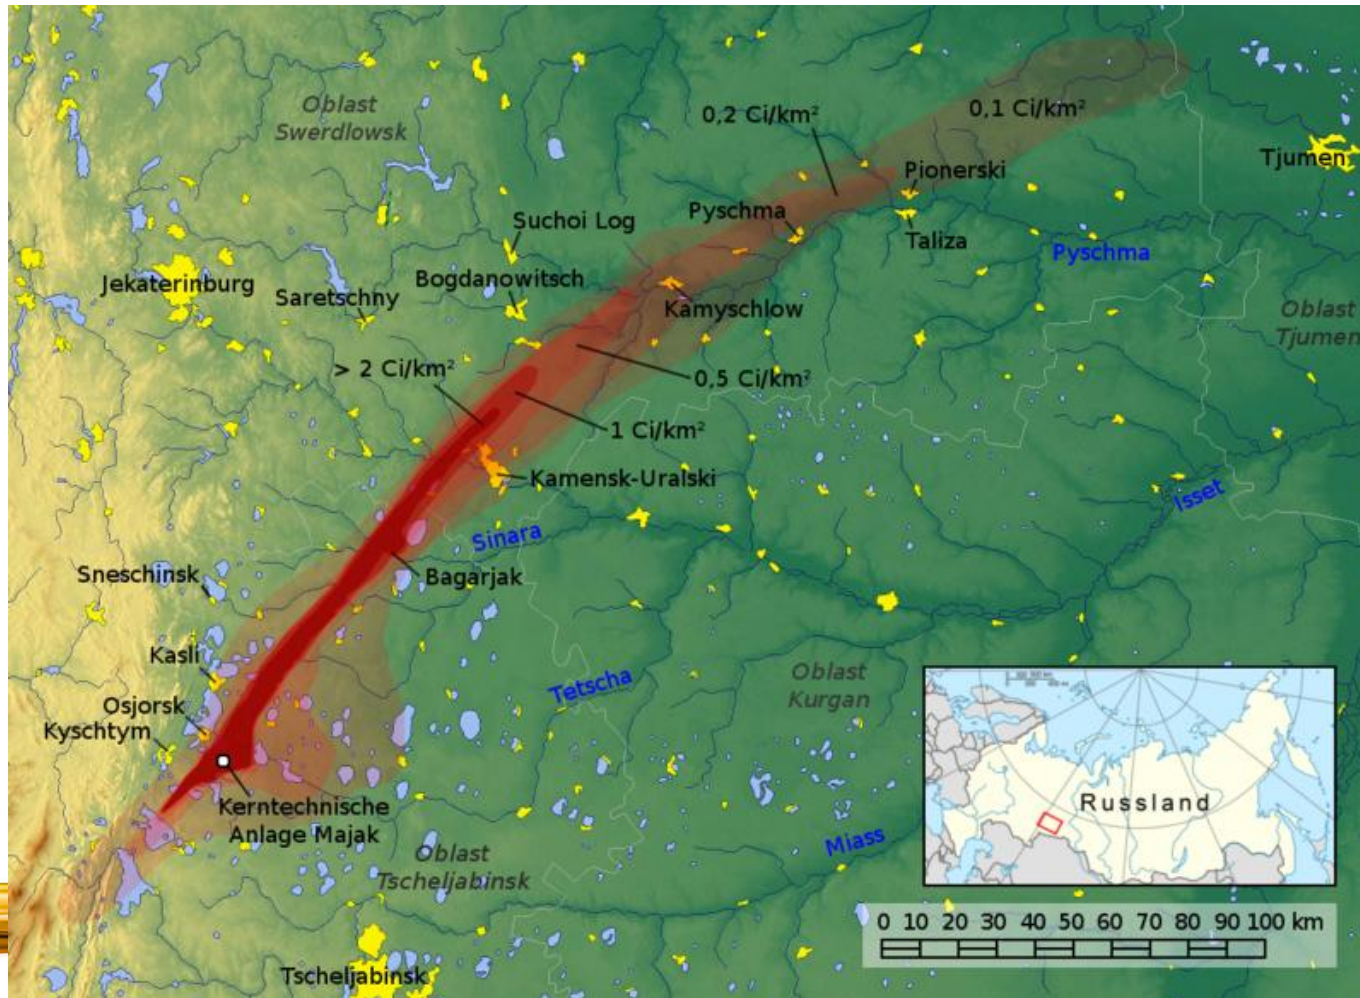 Oblast
Swerdlowsk
0,2 Ci/km²
0,1 Ci/km²
Tjumen
Pionerski
Suchoi Log
Pyschma
Taliza
Pyschma
Jekaterinburg
Saretschny
Bogdanowitsch
Kamyschlow
Oblast
Tjumen
> 2 Ci/km²
0,5 Ci/km²
1 Ci/km²
Kamensk-Uralski
Isset
Sinara
Sneschinsk
Bagarjak
Kasli
Tetscha
Oblast
Kurgan
Osjorsk
Kyschtym
Kerntechnische
Anlage Majak
Russland
Oblast
Tscheljabinsk
Miass
0 10 20 30 40 50 60 70 80 90 100 km
Tscheljabinsk